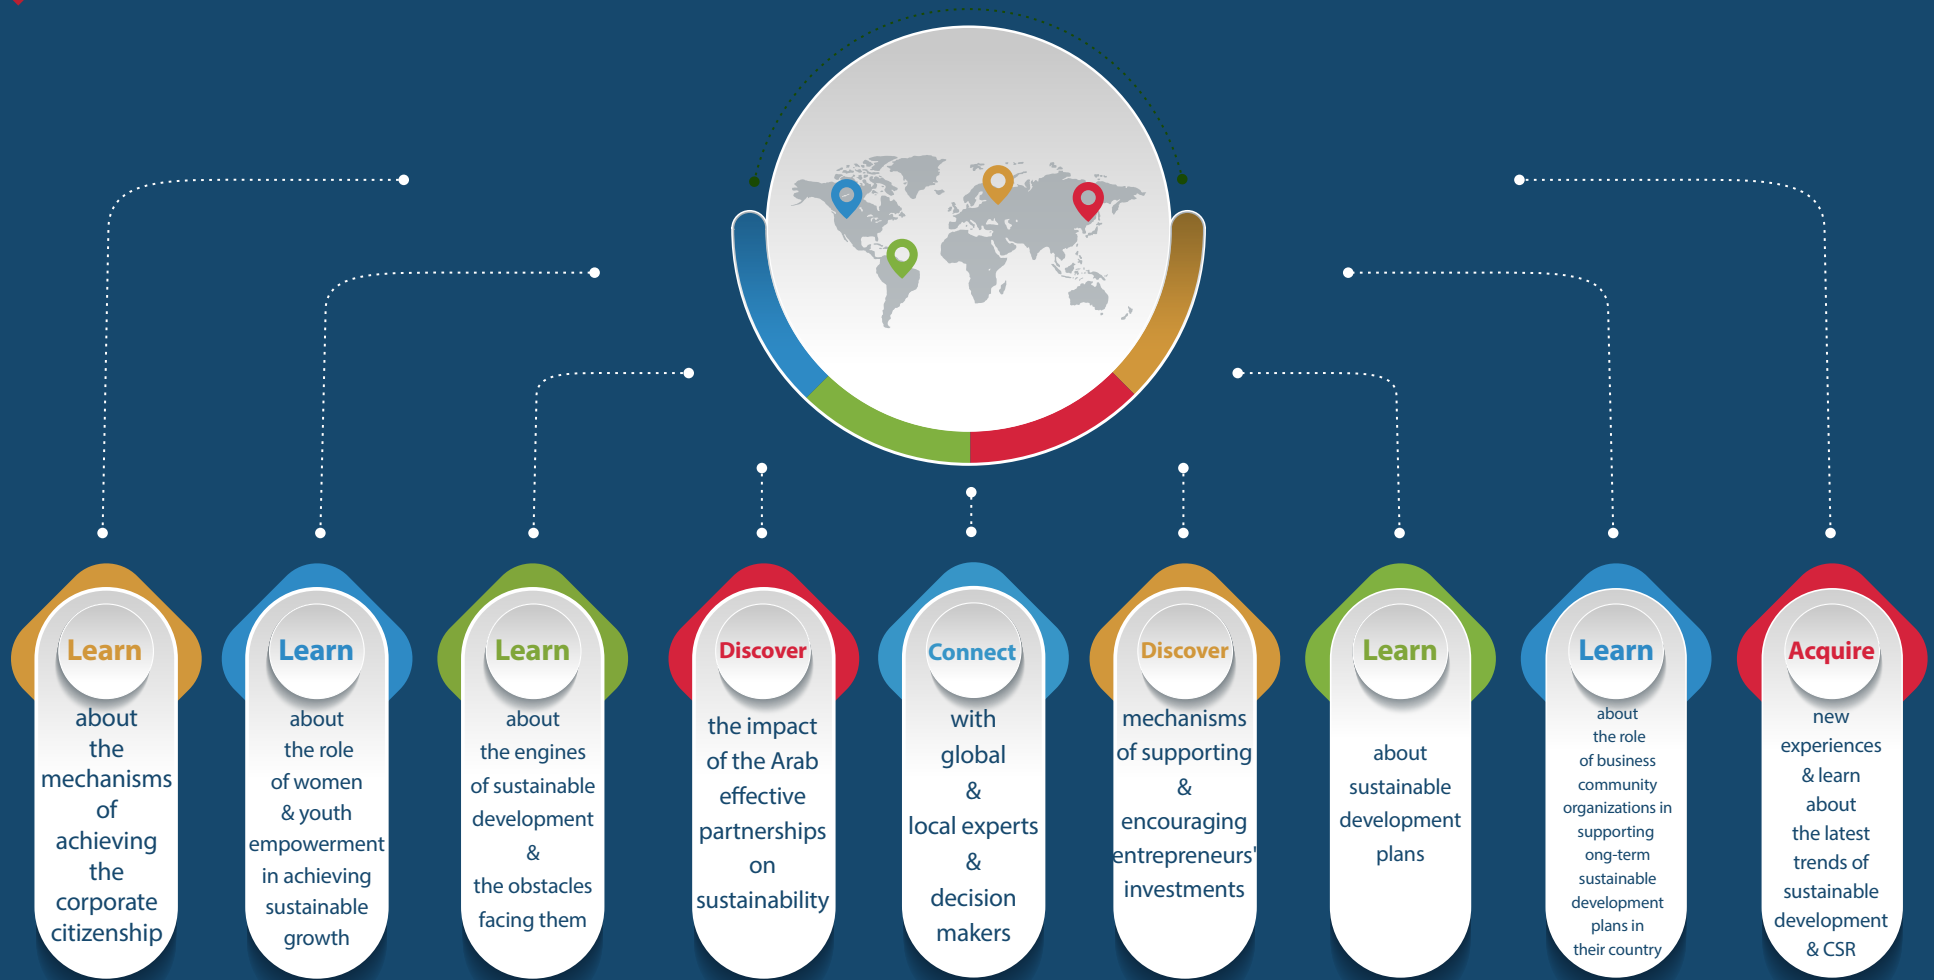 Learn
about
the
mechanisms
of
achieving
the
corporate
citizenship
Learn
about
the role
of women
& youth
empowerment
in achieving
sustainable
growth
Learn
about
the engines
of sustainable
development
&
the obstacles
facing them
Discover
the impact
of the Arab
effective
partnerships
on
sustainability
Connect
with
global
&
local experts
&
decision
makers
Discover
mechanisms
of supporting
&
encouraging
entrepreneurs'
investments
Learn
about
sustainable
development
plans
Learn
about
the role
of business
community
organizations in
supporting
ong-term
sustainable
development
plans in
their country
Acquire
new
experiences
& learn
about
the latest
trends of
sustainable
development
& CSR